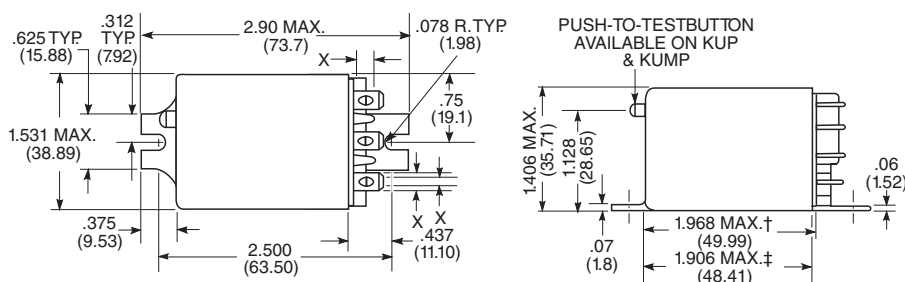 .312
TYP.
(7.92)
.625 TYP.
(15.88)
2.90 MAX.
(73.7)
.078 R. TYP.
(1.98)
X
.75
(19.1)
1.531 MAX.
(38.89)
X
X
.375
(9.53)
.437
(11.10)
2.500
(63.50)
PUSH-TO-TESTBUTTON
AVAILABLE ON KUP
& KUMP
1.406 MAX.
(35.71)
1.128
(28.65)
.06
(1.52)
.07
(1.8)
1.968 MAX.†
(49.99)
1.906 MAX.‡
(48.41)